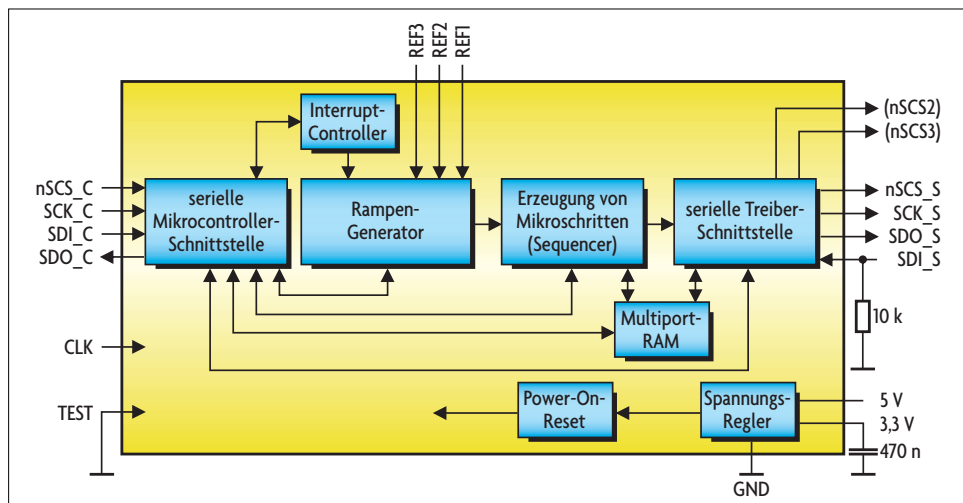 REF3
REF2
REF1
Interrupt-
Controller
(nSCS2)
(nSCS3)
nSCS_C
SCK_C
SDI_C
SDO_C
serielle
Mikrocontroller-
Schnittstelle
Rampen-
Generator
Erzeugung von
Mikroschritten
(Sequencer)
serielle Treiber-
Schnittstelle
nSCS_S
SCK_S
SDO_S
SDI_S
Multiport-
RAM
10 k
CLK
TEST
Power-On-
Reset
Spannungs-
Regler
5 V
3,3 V
470 n
GND